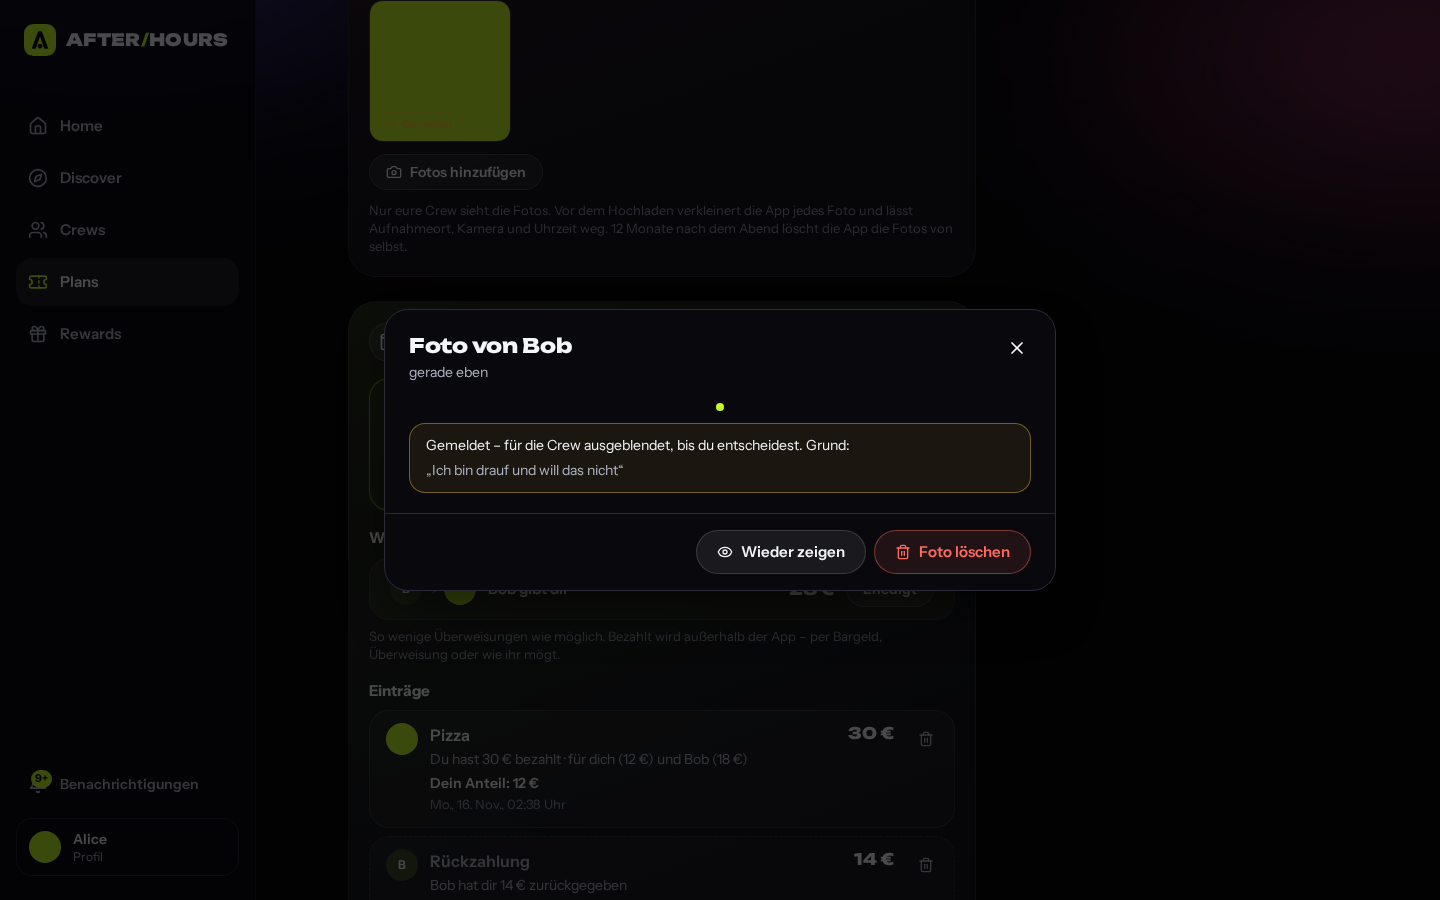 AFTER/HOURS
Home
Discover
Crews
Plans
Rewards
9+
Benachrichtigungen
Alice
Profil
Fotos hinzufügen
Nur eure Crew sieht die Fotos. Vor dem Hochladen verkleinert die App jedes Foto und lässt
Aufnahmeort, Kamera und Uhrzeit weg. 12 Monate nach dem Abend löscht die App die Fotos von
selbst.
Foto von Bob
gerade eben
Gemeldet – für die Crew ausgeblendet, bis du entscheidest. Grund:
„Ich bin drauf und will das nicht“
Wieder zeigen
Foto löschen
Bob gibt dir
Erledigt
So wenige Überweisungen wie möglich. Bezahlt wird außerhalb der App – per Bargeld,
Überweisung oder wie ihr mögt.
Einträge
Pizza
30 €
Du hast 30 € bezahlt · für dich (12 €) und Bob (18 €)
Dein Anteil: 12 €
Mo., 16. Nov., 02:38 Uhr
B
Rückzahlung
14 €
Bob hat dir 14 € zurückgegeben